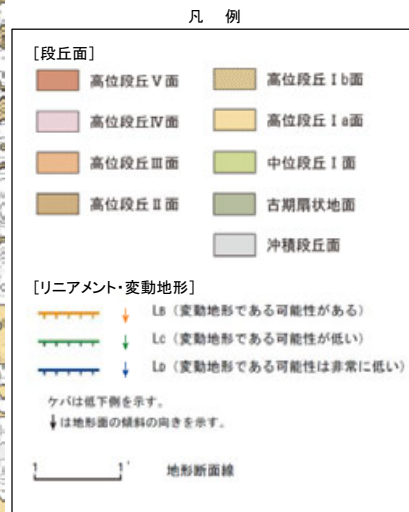 凡 例
[段丘面]
高位段丘Ⅴ面
高位段丘Ⅳ面
高位段丘Ⅲ面
高位段丘Ⅱ面
高位段丘Ⅰb面
高位段丘Ⅰa面
中位段丘Ⅰ面
古期扇状地面
沖積段丘面
[リニアメント・変動地形]
LB (変動地形である可能性がある)
LC (変動地形である可能性が低い)
LD (変動地形である可能性は非常に低い)
ケバは低下側を示す。
↓は地形面の傾斜の向きを示す。
1 1' 地形断面線